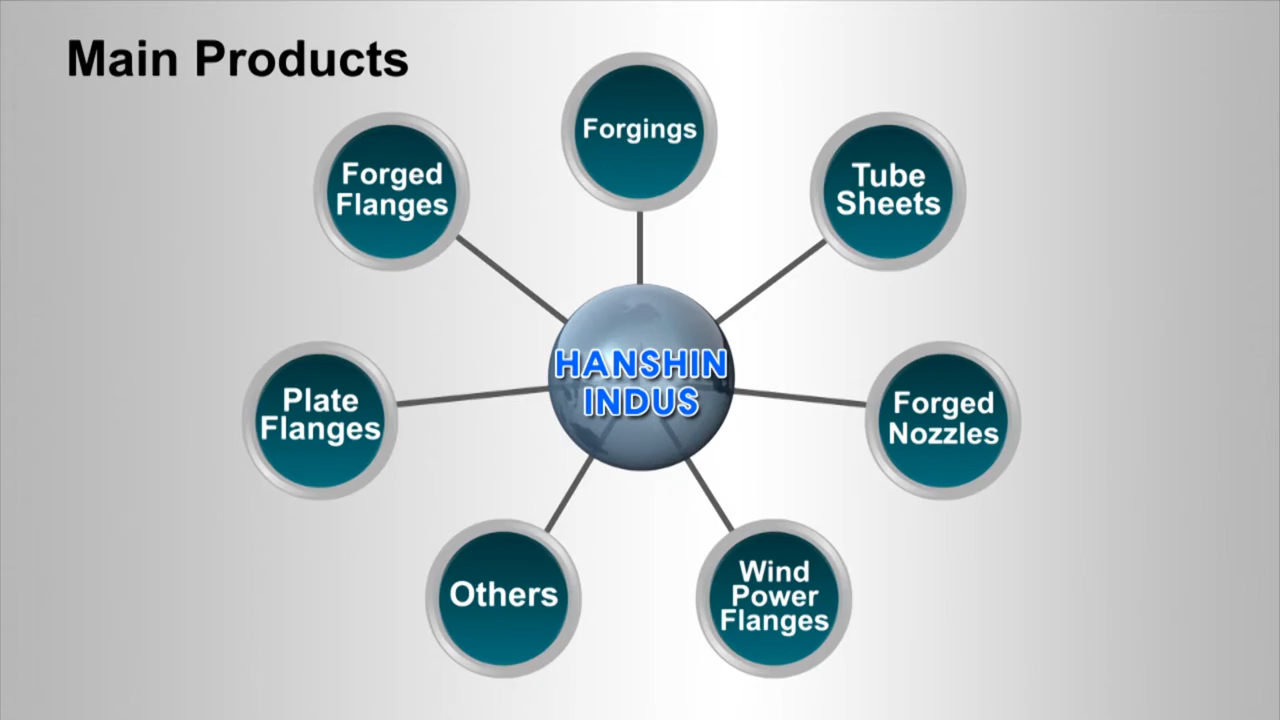 Main Products
Forgings
Forged
Flanges
Tube
Sheets
HANSHIN
INDUS
Plate
Flanges
Forged
Nozzles
Others
Wind
Power
Flanges